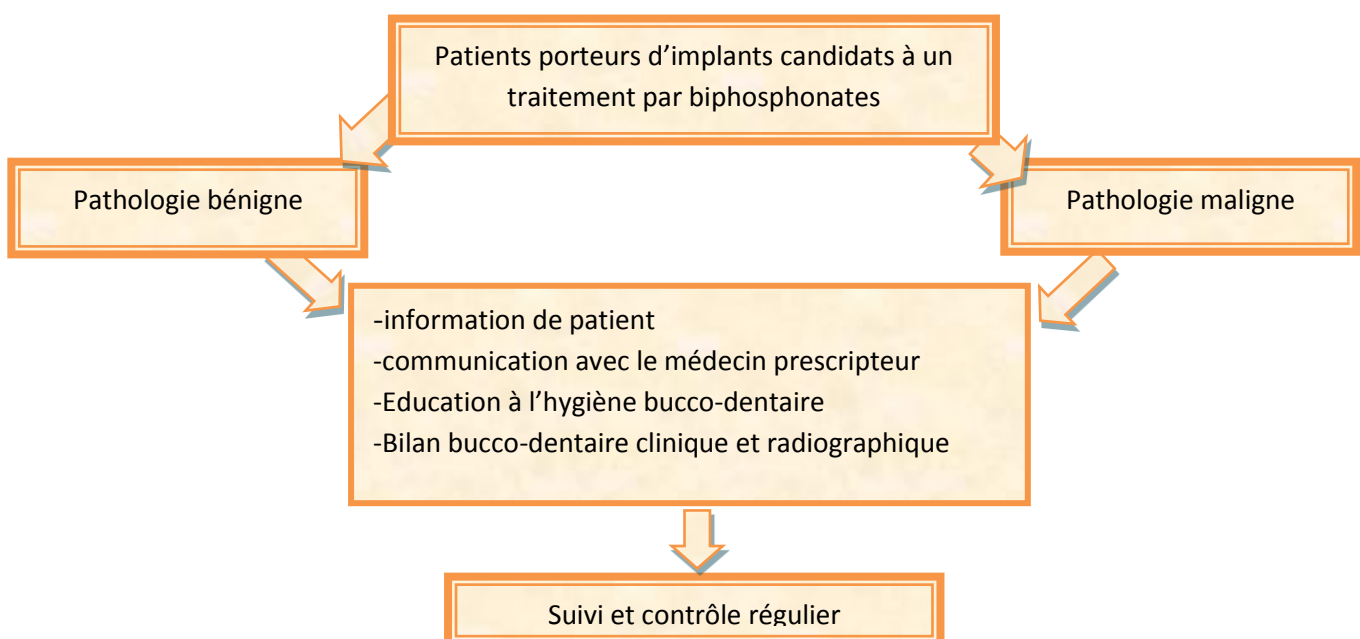 Patients porteurs d’implants candidats à un
traitement par biphosphonates
Pathologie bénigne
Pathologie maligne
-information de patient
-communication avec le médecin prescripteur
-Education à l’hygiène bucco-dentaire
-Bilan bucco-dentaire clinique et radiographique
Suivi et contrôle régulier